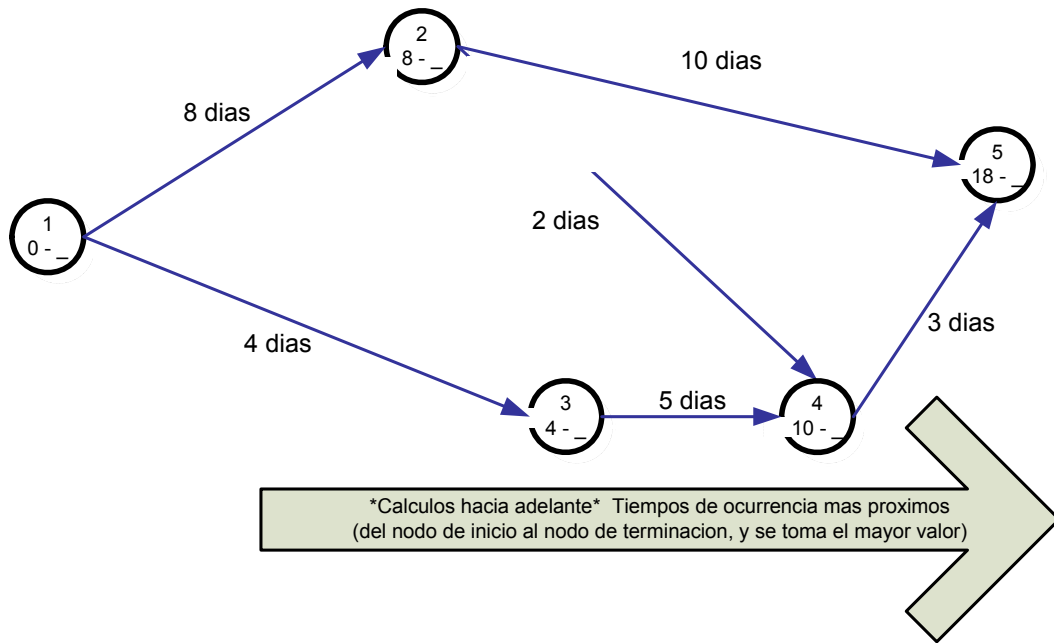 2
8 - _
10 dias
8 dias
5
18 - _
1
0 - _
2 dias
4 dias
3 dias
3
4 - _
5 dias
4
10 - _
*Calculos hacia adelante* Tiempos de ocurrencia mas proximos
(del nodo de inicio al nodo de terminacion, y se toma el mayor valor)